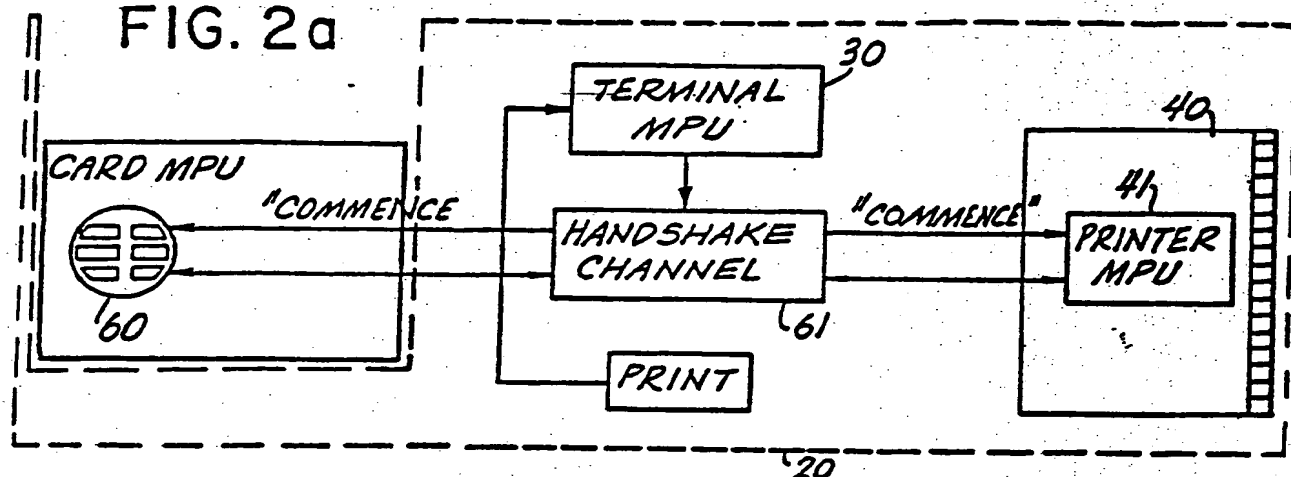 FIG. 2a
30
TERMINAL
MPU
40
CARD MPU
41
"COMMENCE
"COMMENCE"
HANDSHAKE
CHANNEL
PRINTER
MPU
60
61
PRINT
20